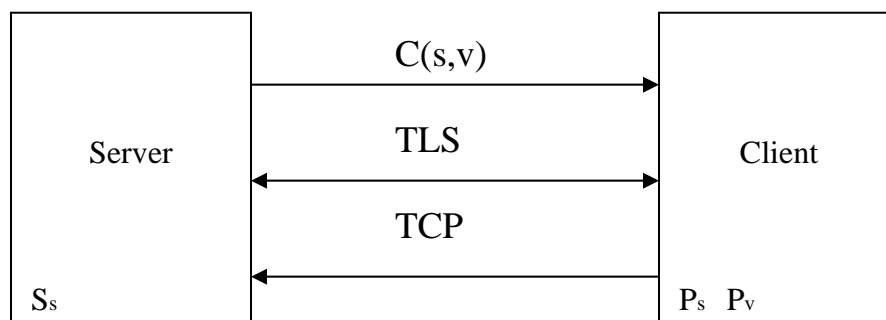 C(s,v)
Server
TLS
Client
TCP
Ss
Ps Pv